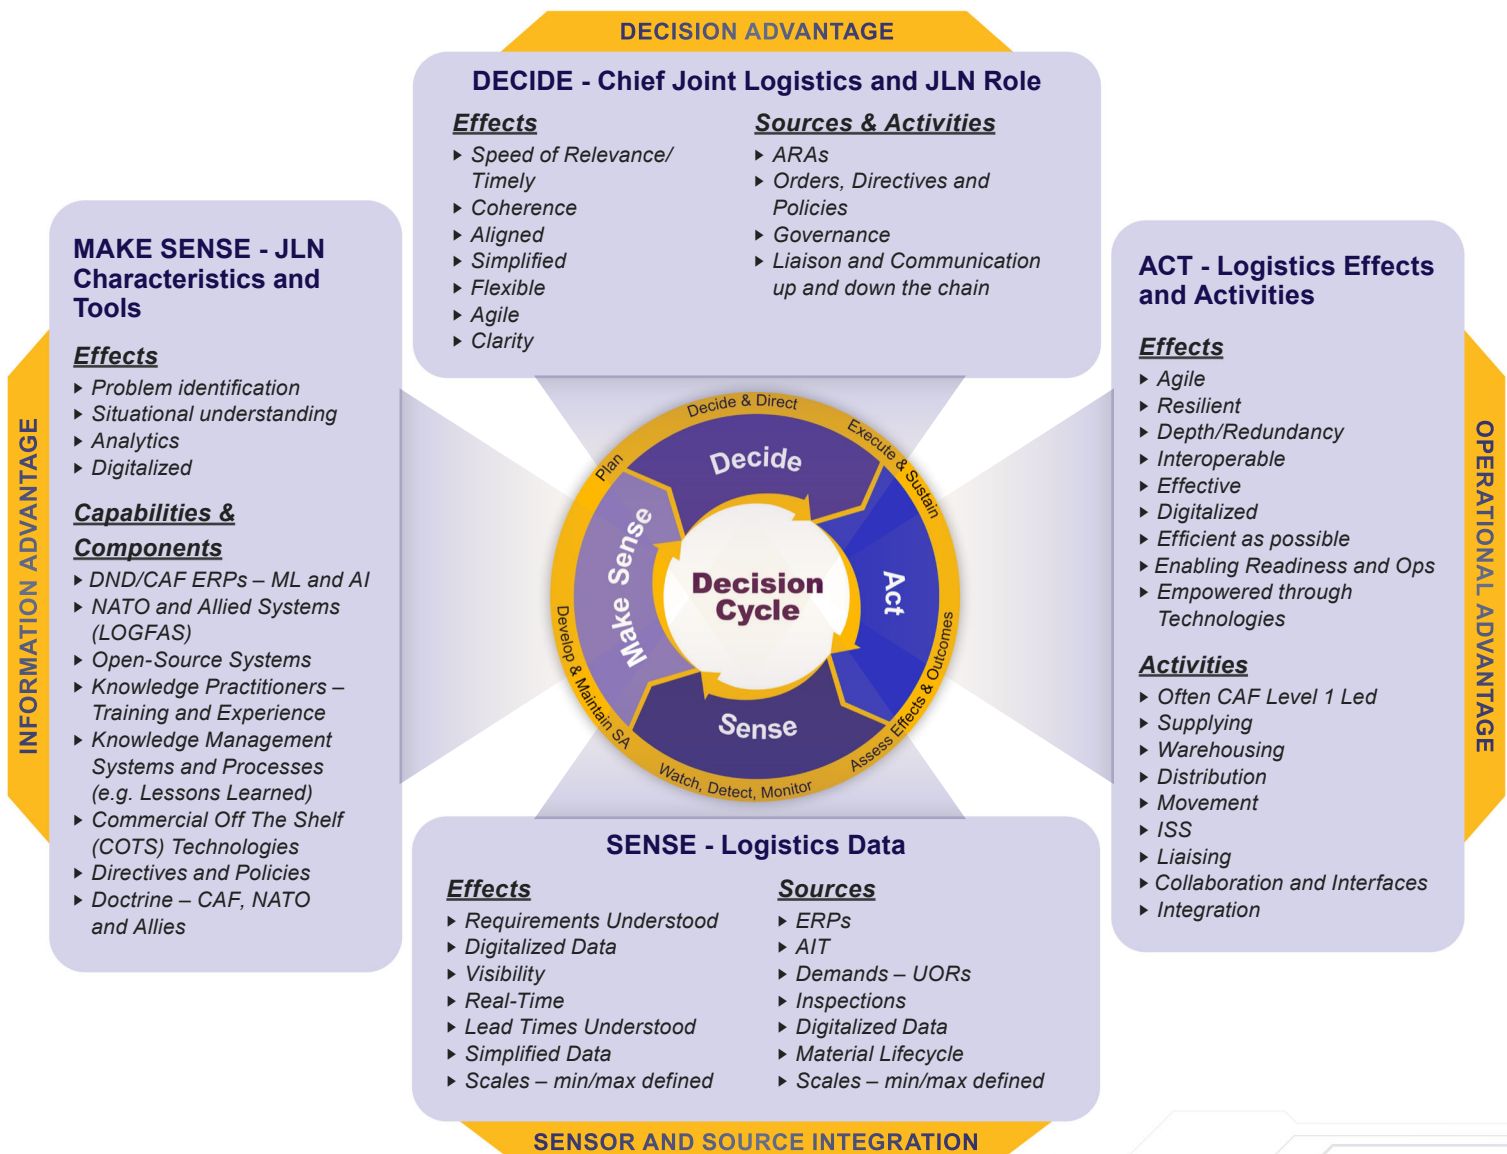 DECISION ADVANTAGE
DECIDE - Chief Joint Logistics and JLN Role
Effects
▸ Speed of Relevance/
Timely
▸ Coherence
▸ Aligned
▸ Simplified
▸ Flexible
▸ Agile
▸ Clarity
Sources & Activities
▸ ARAs
▸ Orders, Directives and
Policies
▸ Governance
▸ Liaison and Communication
up and down the chain
INFORMATION ADVANTAGE
MAKE SENSE - JLN
Characteristics and
Tools
Effects
▸ Problem identification
▸ Situational understanding
▸ Analytics
▸ Digitalized
Capabilities &
Components
▸ DND/CAF ERPs – ML and AI
▸ NATO and Allied Systems
(LOGFAS)
▸ Open-Source Systems
▸ Knowledge Practitioners –
Training and Experience
▸ Knowledge Management
Systems and Processes
(e.g. Lessons Learned)
▸ Commercial Off The Shelf
(COTS) Technologies
▸ Directives and Policies
▸ Doctrine – CAF, NATO
and Allies
Decision
Cycle
Decide
Act
Sense
Make Sense
Plan
Decide & Direct
Execute & Sustain
Assess Effects & Outcomes
Watch, Detect, Monitor
Develop & Maintain SA
ACT - Logistics Effects
and Activities
Effects
▸ Agile
▸ Resilient
▸ Depth/Redundancy
▸ Interoperable
▸ Effective
▸ Digitalized
▸ Efficient as possible
▸ Enabling Readiness and Ops
▸ Empowered through
Technologies
Activities
▸ Often CAF Level 1 Led
▸ Supplying
▸ Warehousing
▸ Distribution
▸ Movement
▸ ISS
▸ Liaising
▸ Collaboration and Interfaces
▸ Integration
OPERATIONAL ADVANTAGE
SENSE - Logistics Data
Effects
▸ Requirements Understood
▸ Digitalized Data
▸ Visibility
▸ Real-Time
▸ Lead Times Understood
▸ Simplified Data
▸ Scales – min/max defined
Sources
▸ ERPs
▸ AIT
▸ Demands – UORs
▸ Inspections
▸ Digitalized Data
▸ Material Lifecycle
▸ Scales – min/max defined
SENSOR AND SOURCE INTEGRATION